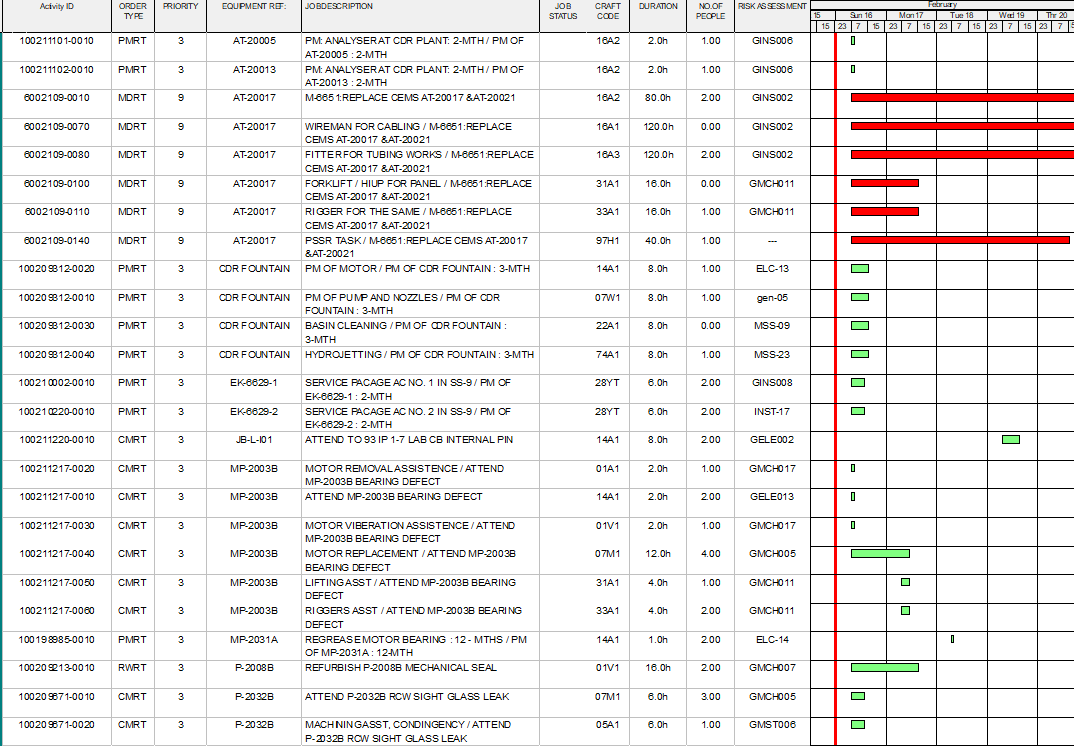 Activity ID ORDER TYPE PRIORITY EQUIPMENT REF: JOBDESCRIPTION JOB STATUS CRAFT CODE DURATION NO.OF PEOPLE RISK ASSESSMENT February
15 Sun 16 Mon 17 Tue 18 Wed 19 Thr 20
15 23 7 15 23 7 15 23 7 15 23 7 15 23 7
100211101-0010 PMRT 3 AT-20005 PM: ANALYSER AT CDR PLANT: 2-MTH / PM OF 16A2 2.0h 1.00 GINS006
AT-20005 : 2-MTH
100211102-0010 PMRT 3 AT-20013 PM: ANALYSER AT CDR PLANT: 2-MTH / PM OF 16A2 2.0h 1.00 GINS006
AT-20013 : 2-MTH
6002109-0010 MDRT 9 AT-20017 M-6651:REPLACE CEMS AT-20017 &AT-20021 16A2 80.0h 2.00 GINS002
6002109-0070 MDRT 9 AT-20017 WIREMAN FOR CABLING / M-6651:REPLACE 16A1 120.0h 0.00 GINS002
CEMS AT-20017 &AT-20021
6002109-0080 MDRT 9 AT-20017 FITTER FOR TUBING WORKS / M-6651:REPLACE 16A3 120.0h 2.00 GINS002
CEMS AT-20017 &AT-20021
6002109-0100 MDRT 9 AT-20017 FORKLIFT / HIUP FOR PANEL / M-6651:REPLACE 31A1 16.0h 0.00 GMCH011
CEMS AT-20017 &AT-20021
6002109-0110 MDRT 9 AT-20017 RIGGER FOR THE SAME / M-6651:REPLACE 33A1 16.0h 1.00 GMCH011
CEMS AT-20017 &AT-20021
6002109-0140 MDRT 9 AT-20017 PSSR TASK / M-6651:REPLACE CEMS AT-20017 97H1 40.0h 1.00 ---
&AT-20021
100209312-0020 PMRT 3 CDR FOUNTAIN PM OF MOTOR / PM OF CDR FOUNTAIN : 3-MTH 14A1 8.0h 1.00 ELC-13
100209312-0010 PMRT 3 CDR FOUNTAIN PM OF PUMP AND NOZZLES / PM OF CDR 07W1 8.0h 1.00 gen-05
FOUNTAIN : 3-MTH
100209312-0030 PMRT 3 CDR FOUNTAIN BASIN CLEANING / PM OF CDR FOUNTAIN : 22A1 8.0h 0.00 MSS-09
3-MTH
100209312-0040 PMRT 3 CDR FOUNTAIN HYDROJETTING / PM OF CDR FOUNTAIN : 3-MTH 74A1 8.0h 1.00 MSS-23
100210002-0010 PMRT 3 EK-6629-1 SERVICE PACAGE AC NO. 1 IN SS-9 / PM OF 28YT 6.0h 2.00 GINS008
EK-6629-1 : 2-MTH
100210220-0010 PMRT 3 EK-6629-2 SERVICE PACAGE AC NO. 2 IN SS-9 / PM OF 28YT 6.0h 2.00 INST-17
EK-6629-2 : 2-MTH
100211220-0010 CMRT 3 JB-L-I01 ATTEND TO 93 IP 1-7 LAB CB INTERNAL PIN 14A1 8.0h 2.00 GELE002
100211217-0020 CMRT 3 MP-2003B MOTOR REMOVAL ASSISTENCE / ATTEND 01A1 2.0h 1.00 GMCH017
MP-2003B BEARING DEFECT
100211217-0010 CMRT 3 MP-2003B ATTEND MP-2003B BEARING DEFECT 14A1 2.0h 2.00 GELE013
100211217-0030 CMRT 3 MP-2003B MOTOR VIBERATION ASSISTENCE / ATTEND 01V1 2.0h 1.00 GMCH017
MP-2003B BEARING DEFECT
100211217-0040 CMRT 3 MP-2003B MOTOR REPLACEMENT / ATTEND MP-2003B 07M1 12.0h 4.00 GMCH005
BEARING DEFECT
100211217-0050 CMRT 3 MP-2003B LIFTING ASST / ATTEND MP-2003B BEARING 31A1 4.0h 1.00 GMCH011
DEFECT
100211217-0060 CMRT 3 MP-2003B RIGGERS ASST / ATTEND MP-2003B BEARING 33A1 4.0h 2.00 GMCH011
DEFECT
100198985-0010 PMRT 3 MP-2031A REGREASE MOTOR BEARING : 12 - MTHS / PM 14A1 1.0h 2.00 ELC-14
OF MP-2031A : 12-MTH
100209213-0010 RWRT 3 P-2008B REFURBISH P-2008B MECHANICAL SEAL 01V1 16.0h 2.00 GMCH007
100209671-0010 CMRT 3 P-2032B ATTEND P-2032B RCW SIGHT GLASS LEAK 07M1 6.0h 3.00 GMCH005
100209671-0020 CMRT 3 P-2032B MACHINING ASST, CONDINGENCY / ATTEND 05A1 6.0h 1.00 GMST006
P-2032B RCW SIGHT GLASS LEAK